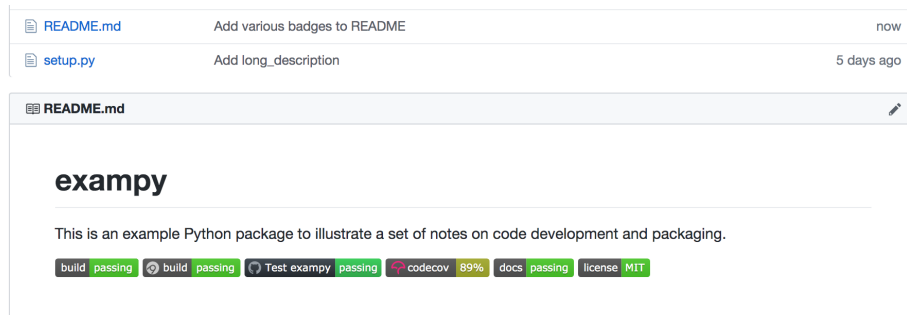 README.md Add various badges to README now
setup.py Add long_description 5 days ago
README.md
exampy
This is an example Python package to illustrate a set of notes on code development and packaging.
build passing build passing Test exampy passing codecov 89% docs passing license MIT